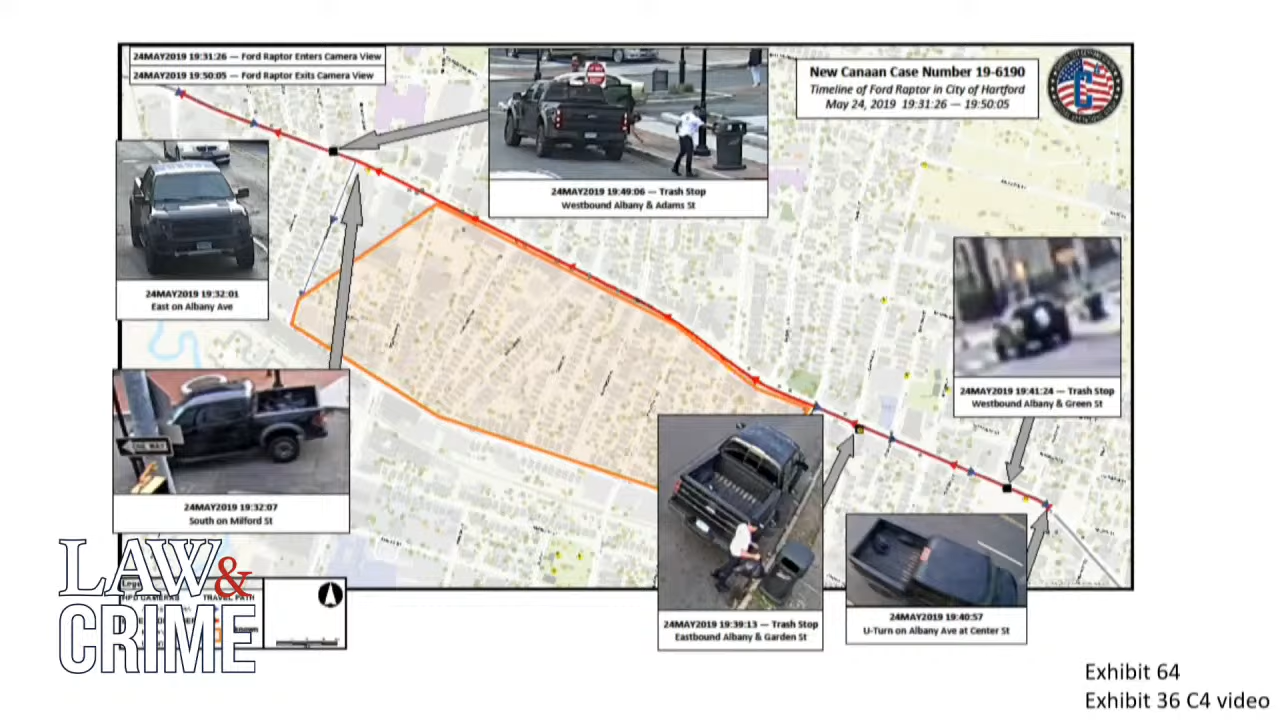 24MAY2019 19:31:26 — Ford Raptor Enters Camera View
24MAY2019 19:50:05 — Ford Raptor Exits Camera View
New Canaan Case Number 19-6190
Timeline of Ford Raptor in City of Hartford
May 24, 2019 19:31:26 — 19:50:05
24MAY2019 19:49:06 — Trash Stop
Westbound Albany & Adams St
24MAY2019 19:32:01
East on Albany Ave
24MAY2019 19:41:24 — Trash Stop
Westbound Albany & Green St
ONE WAY
24MAY2019 19:32:07
South on Milford St
24MAY2019 19:39:13 — Trash Stop
Eastbound Albany & Garden St
24MAY2019 19:40:57
U-Turn on Albany Ave at Center St
LAW&
CRIME
HPD CAMERAS TRAVEL PATH
Exhibit 64
Exhibit 36 C4 video